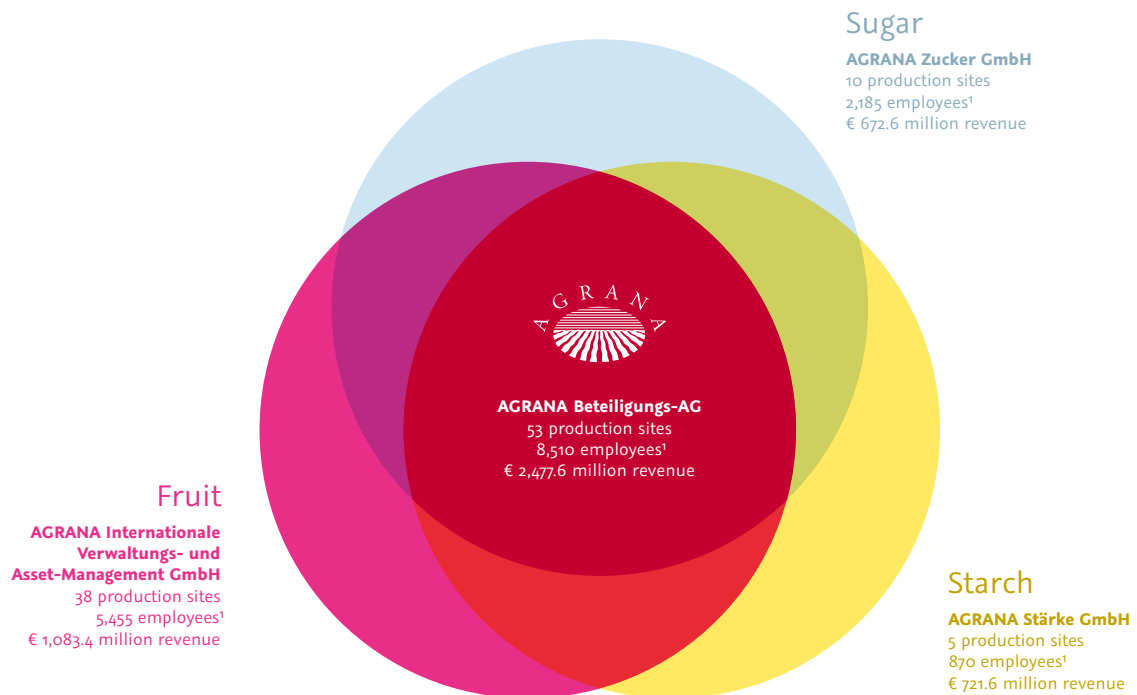 Sugar
AGRANA Zucker GmbH
10 production sites
2,185 employees¹
€ 672.6 million revenue
AGRANA
AGRANA Beteiligungs-AG
53 production sites
8,510 employees¹
€ 2,477.6 million revenue
Fruit
AGRANA Internationale
Verwaltungs- und
Asset-Management GmbH
38 production sites
5,455 employees¹
€ 1,083.4 million revenue
Starch
AGRANA Stärke GmbH
5 production sites
870 employees¹
€ 721.6 million revenue